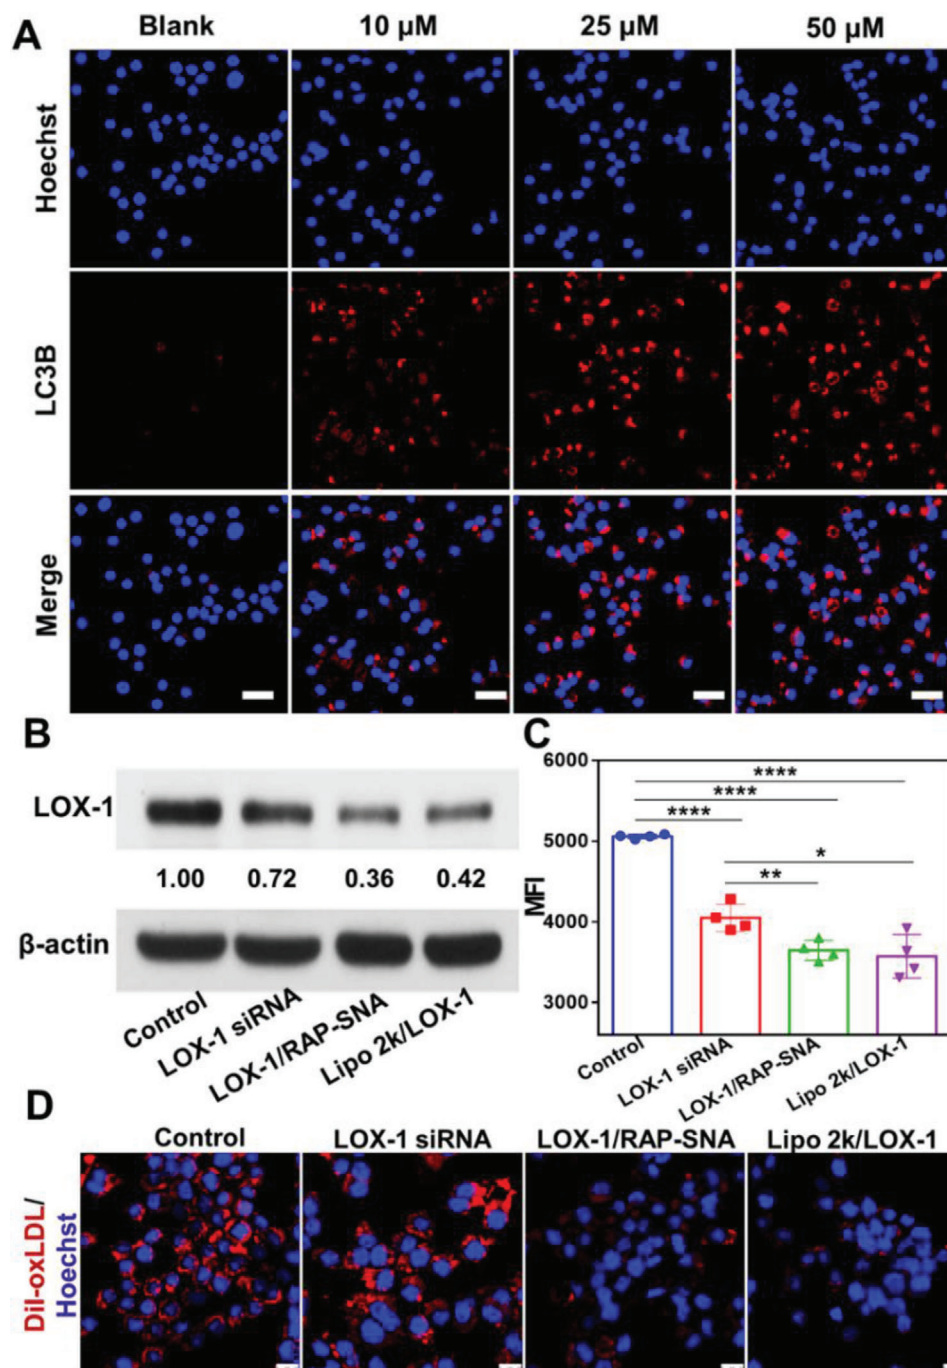 A
Blank 10 µM 25 µM 50 µM
Hoechst
LC3B
Merge
B
LOX-1
1.00 0.72 0.36 0.42
β-actin
Control
LOX-1 siRNA
LOX-1/RAP-SNA
Lipo 2k/LOX-1
C
MFI
6000
5000
4000
3000
****
****
****
*
**
Control
LOX-1 siRNA
LOX-1/RAP-SNA
Lipo 2k/LOX-1
D
Control LOX-1 siRNA LOX-1/RAP-SNA Lipo 2k/LOX-1
DiI-oxLDL/
Hoechst